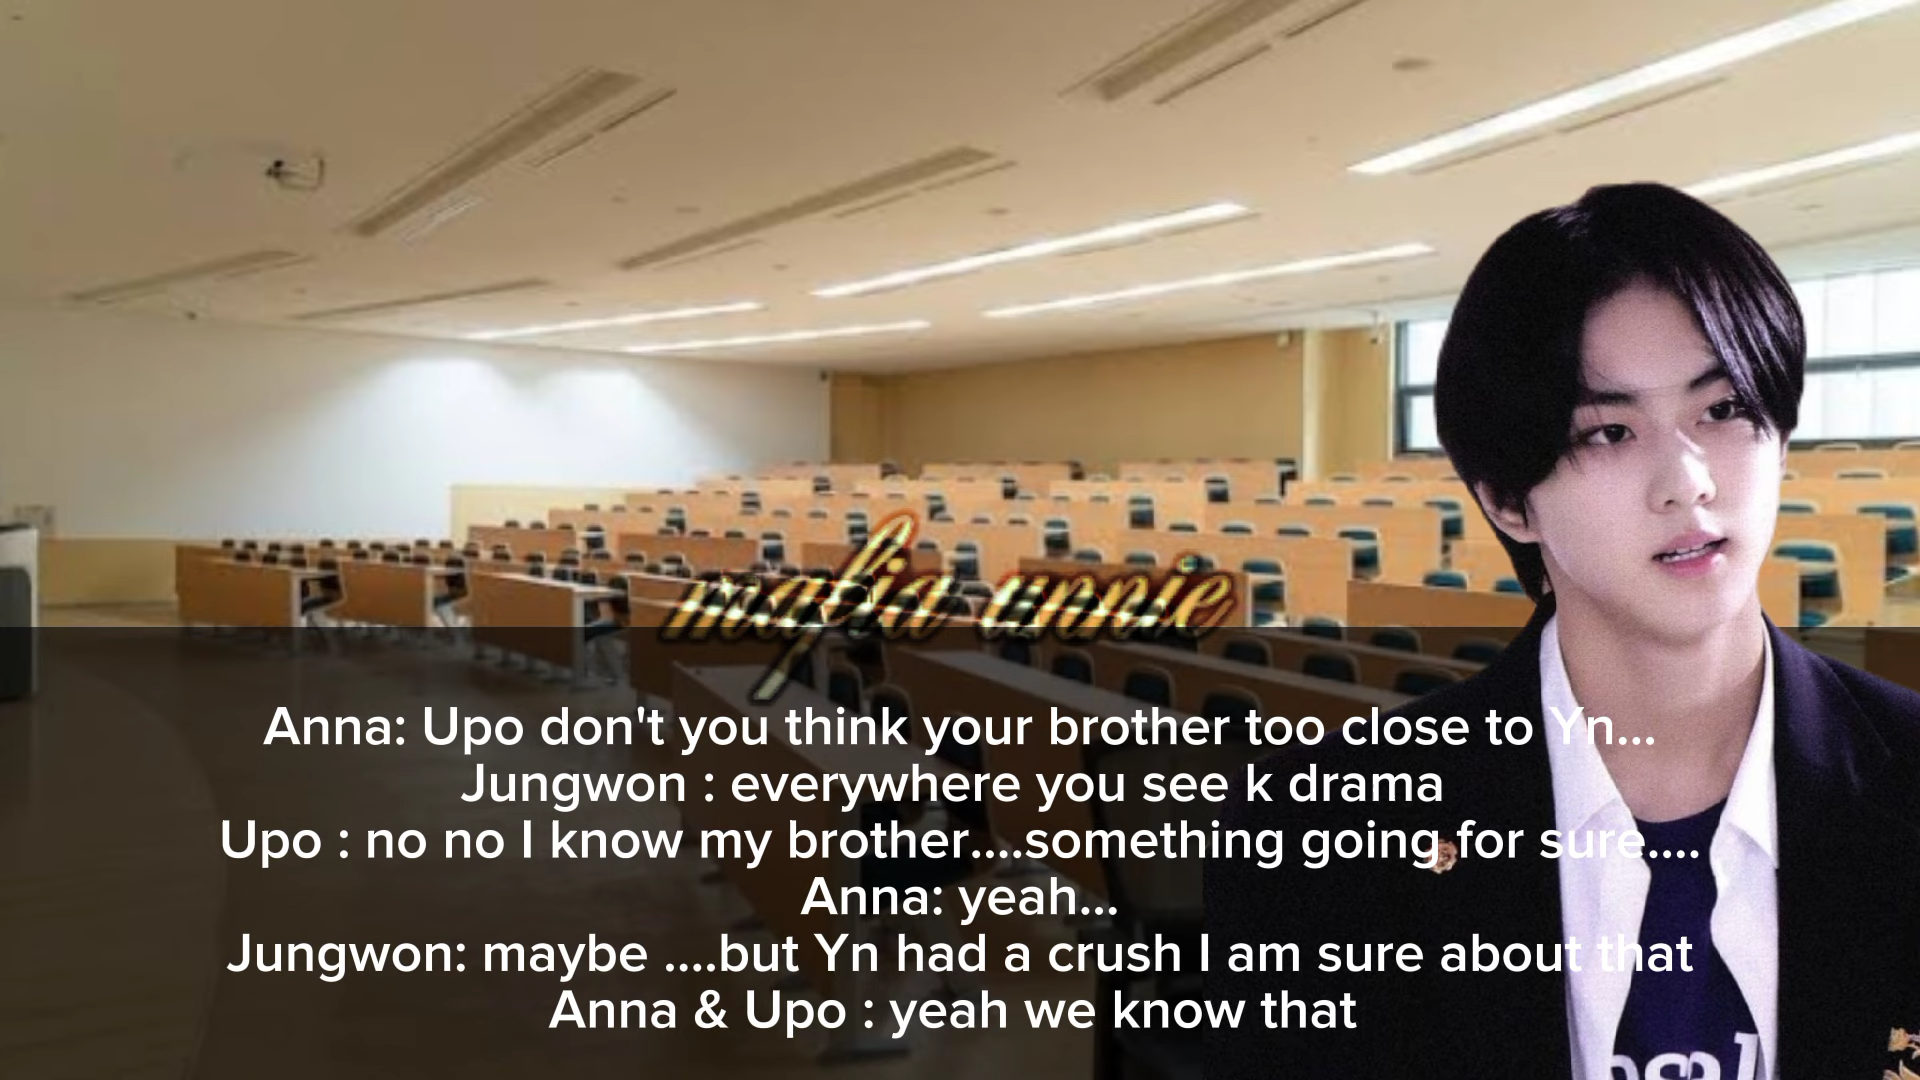 mafia unnie
Anna: Upo don't you think your brother too close to Yn...
Jungwon : everywhere you see k drama
Upo : no no I know my brother....something going for sure....
Anna: yeah...
Jungwon: maybe ....but Yn had a crush I am sure about that
Anna & Upo : yeah we know that